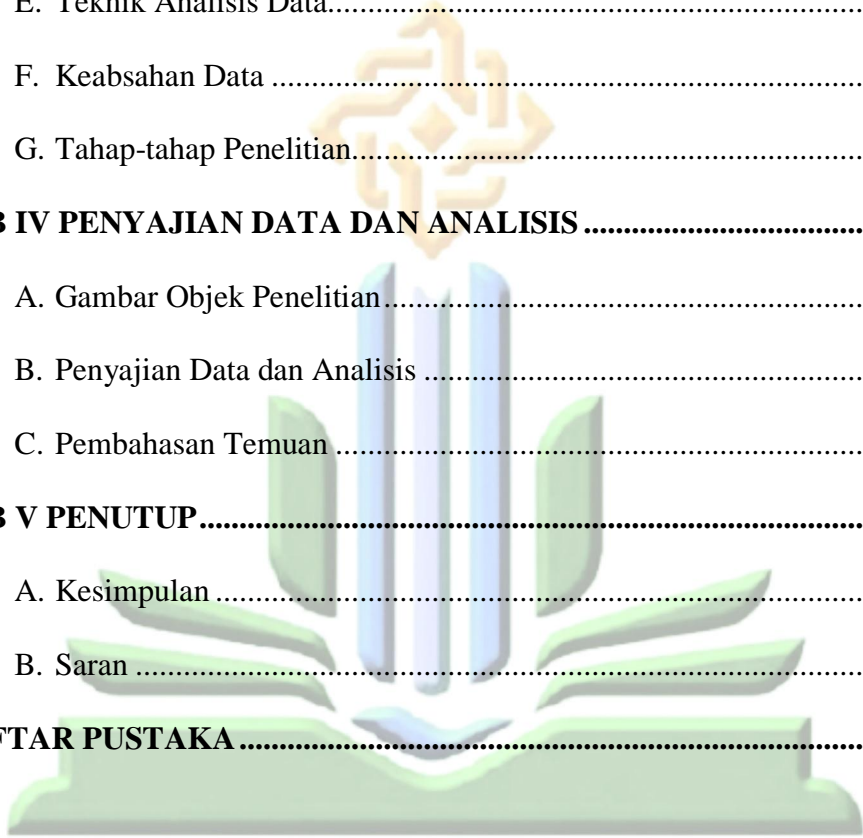 E. Teknik Analisis Data................................................................
F. Keabsahan Data ................................................................
G. Tahap-tahap Penelitian................................................................
IV PENYAJIAN DATA DAN ANALISIS ................................
A. Gambar Objek Penelitian................................................................
B. Penyajian Data dan Analisis ................................................................
C. Pembahasan Temuan ................................................................
V PENUTUP................................................................
A. Kesimpulan ................................................................
B. Saran ................................................................
FTAR PUSTAKA ................................................................